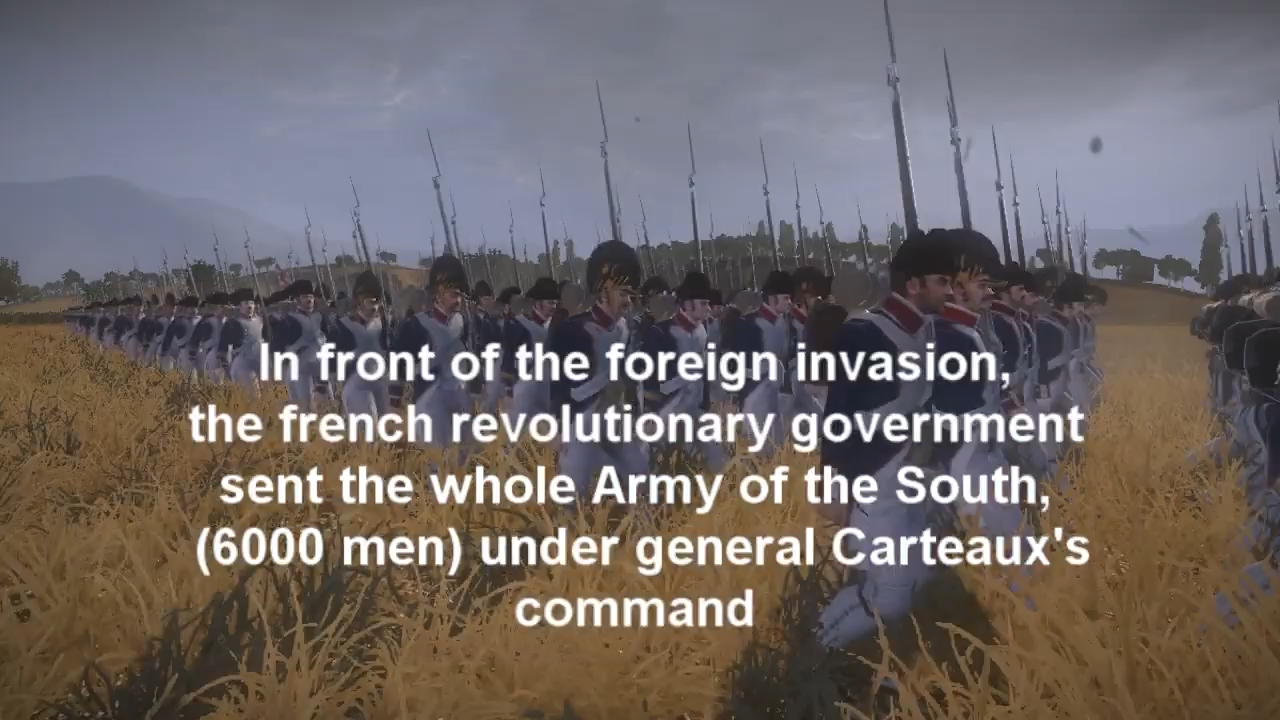 In front of the foreign invasion,
the french revolutionary government
sent the whole Army of the South,
(6000 men) under general Carteaux's
command